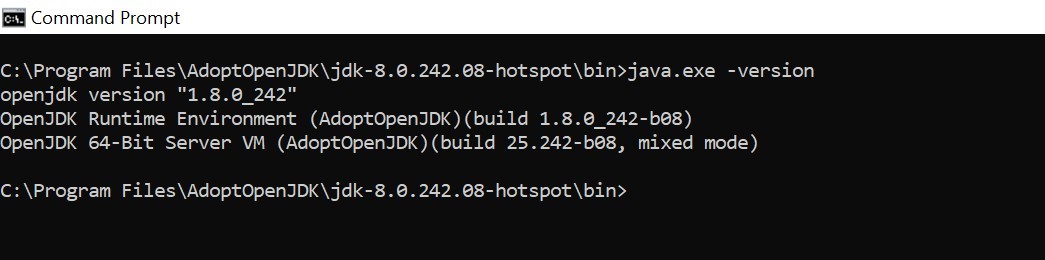 Command Prompt
C:\Program Files\AdoptOpenJDK\jdk-8.0.242.08-hotspot\bin>java.exe -version
openjdk version "1.8.0_242"
OpenJDK Runtime Environment (AdoptOpenJDK)(build 1.8.0_242-b08)
OpenJDK 64-Bit Server VM (AdoptOpenJDK)(build 25.242-b08, mixed mode)
C:\Program Files\AdoptOpenJDK\jdk-8.0.242.08-hotspot\bin>